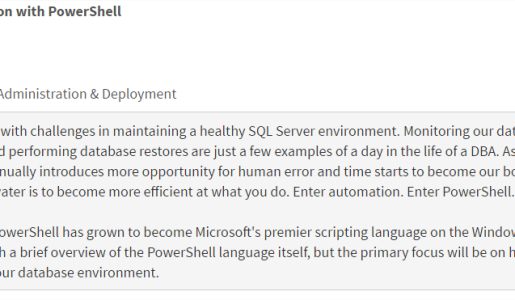 on with PowerShell
Administration & Deployment
with challenges in maintaining a healthy SQL Server environment. Monitoring our dat
performing database restores are just a few examples of a day in the life of a DBA. As
nually introduces more opportunity for human error and time starts to become our bo
vater is to become more efficient at what you do. Enter automation. Enter PowerShell.
owerShell has grown to become Microsoft's premier scripting language on the Window
h a brief overview of the PowerShell language itself, but the primary focus will be on h
our database environment.